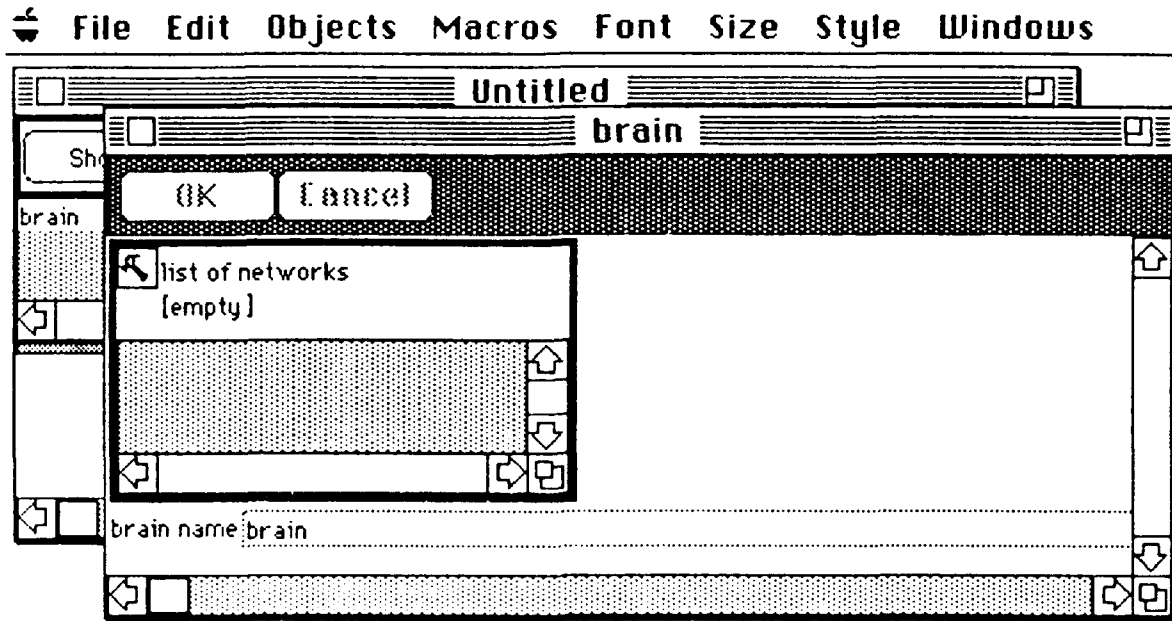 File Edit Objects Macros Font Size Style Windows
Untitled
brain
OK Cancel
brain
list of networks
[empty]
brain name brain